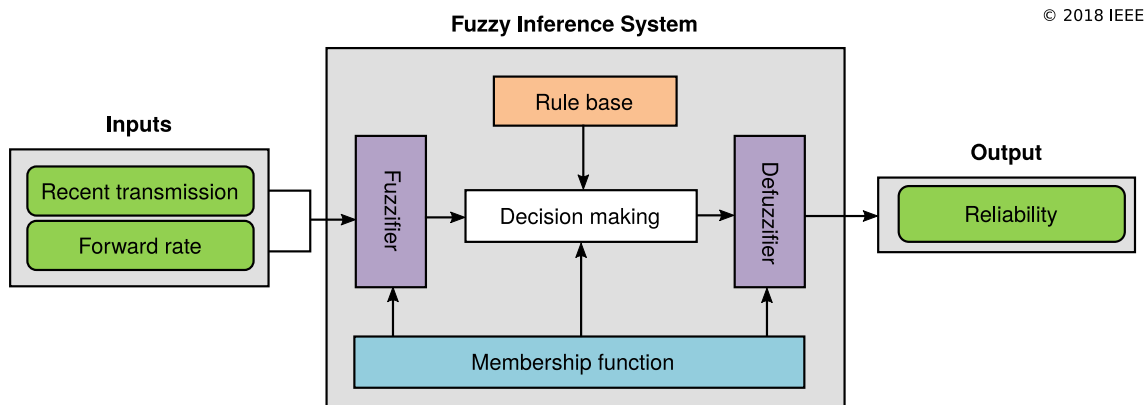 © 2018 IEEE
Fuzzy Inference System
Rule base
Inputs
Output
Recent transmission
Forward rate
Fuzzifier
Decision making
Defuzzifier
Reliability
Membership function